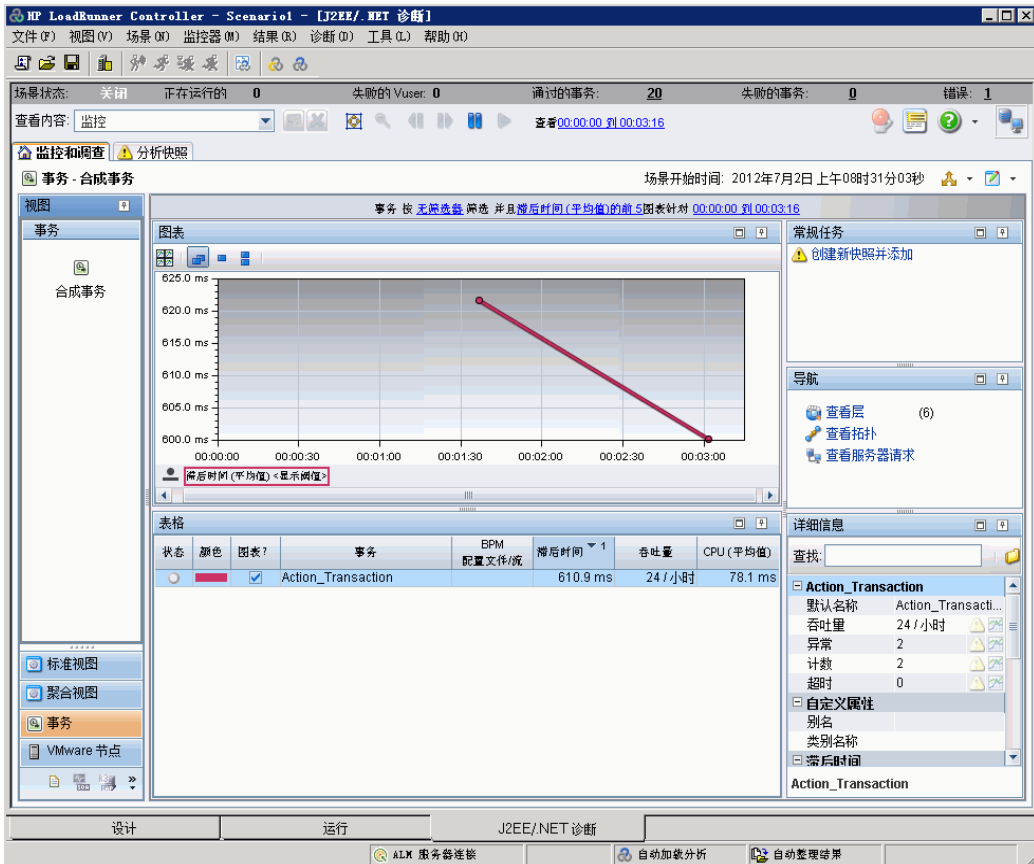 HP LoadRunner Controller - Scenario1 - [J2EE/.NET 诊断]
文件(F) 视图(V) 场景(N) 监控器(M) 结果(R) 诊断(D) 工具(L) 帮助(H)
场景状态: 关闭 正在运行的 0 失败的 Vuser: 0 通过的事务: 20 失败的事务: 0 错误: 1
查看内容: 监控 查看00:00:00 到 00:03:16
监控和调查 分析快照
事务 - 合成事务 场景开始时间: 2012年7月2日 上午08时31分03秒
视图
事务
合成事务
标准视图
聚合视图
事务
VMware 节点
事务 按 无筛选器 筛选 并且滞后时间 (平均值)的前 5图表针对 00:00:00 到 00:03:16
图表
625.0 ms
620.0 ms
615.0 ms
610.0 ms
605.0 ms
600.0 ms
00:00:00 00:00:30 00:01:00 00:01:30 00:02:00 00:02:30 00:03:00
滞后时间 (平均值) <显示阈值>
表格
状态 颜色 图表? 事务 BPM 配置文件/流 滞后时间 1 吞吐量 CPU (平均值)
Action_Transaction 610.9 ms 24 / 小时 78.1 ms
常规任务
创建新快照并添加
导航
查看层 (6)
查看拓扑
查看服务器请求
详细信息
查找:
Action_Transaction
默认名称 Action_Transacti...
吞吐量 24 / 小时
异常 2
计数 2
超时 0
自定义属性
别名
类别名称
滞后时间
Action_Transaction
设计 运行 J2EE/.NET 诊断
ALM 服务器连接 自动加载分析 自动整理结果